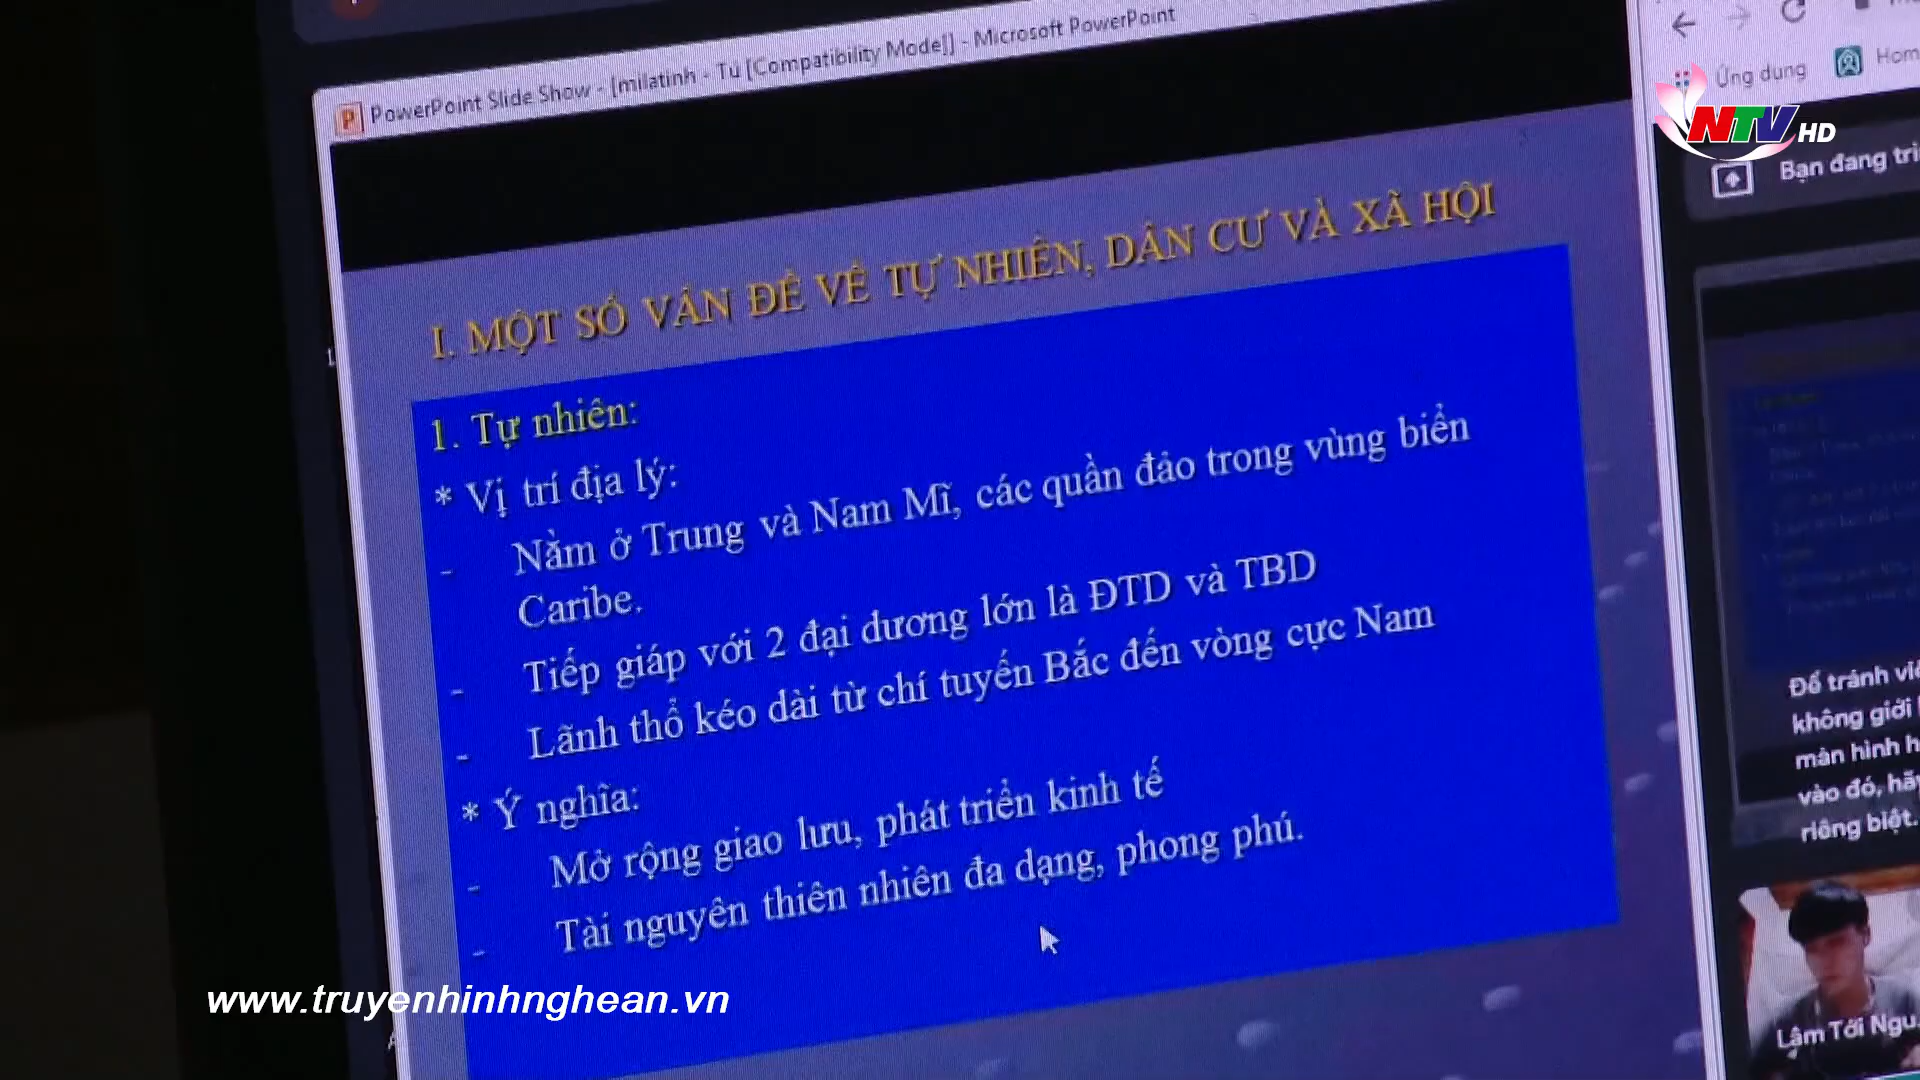 PowerPoint Slide Show - [milatinh - Tú [Compatibility Mode]] - Microsoft PowerPoint
I. MỘT SỐ VẤN ĐỀ VỀ TỰ NHIÊN, DÂN CƯ VÀ XÃ HỘI
1. Tự nhiên:
* Vị trí địa lý:
- Nằm ở Trung và Nam Mĩ, các quần đảo trong vùng biển
Caribe.
- Tiếp giáp với 2 đại dương lớn là ĐTD và TBD
- Lãnh thổ kéo dài từ chí tuyến Bắc đến vòng cực Nam
* Ý nghĩa:
- Mở rộng giao lưu, phát triển kinh tế
- Tài nguyên thiên nhiên đa dạng, phong phú.
Ứng dụng
NTV HD
Bạn đang
Để tránh
không giới
màn hình
vào đó,
riêng biệt.
Lâm Tới
www.truyenhinhnghean.vn